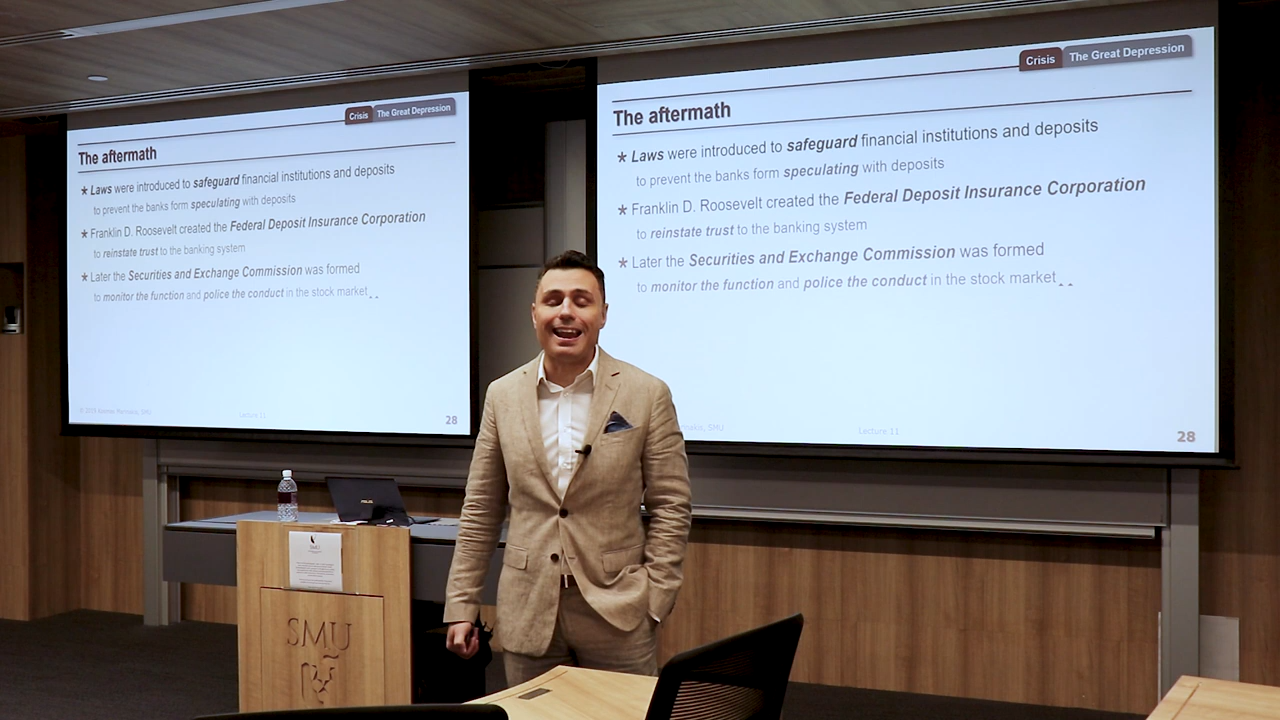 Crisis The Great Depression
The aftermath
★ Laws were introduced to safeguard financial institutions and deposits
to prevent the banks form speculating with deposits
★ Franklin D. Roosevelt created the Federal Deposit Insurance Corporation
to reinstate trust to the banking system
★ Later the Securities and Exchange Commission was formed
to monitor the function and police the conduct in the stock market
Lecture 11
28
Crisis The Great Depression
The aftermath
★ Laws were introduced to safeguard financial institutions and deposits
to prevent the banks form speculating with deposits
★ Franklin D. Roosevelt created the Federal Deposit Insurance Corporation
to reinstate trust to the banking system
★ Later the Securities and Exchange Commission was formed
to monitor the function and police the conduct in the stock market
SMU
Lecture 11
28
ASUS
SMU
SMU